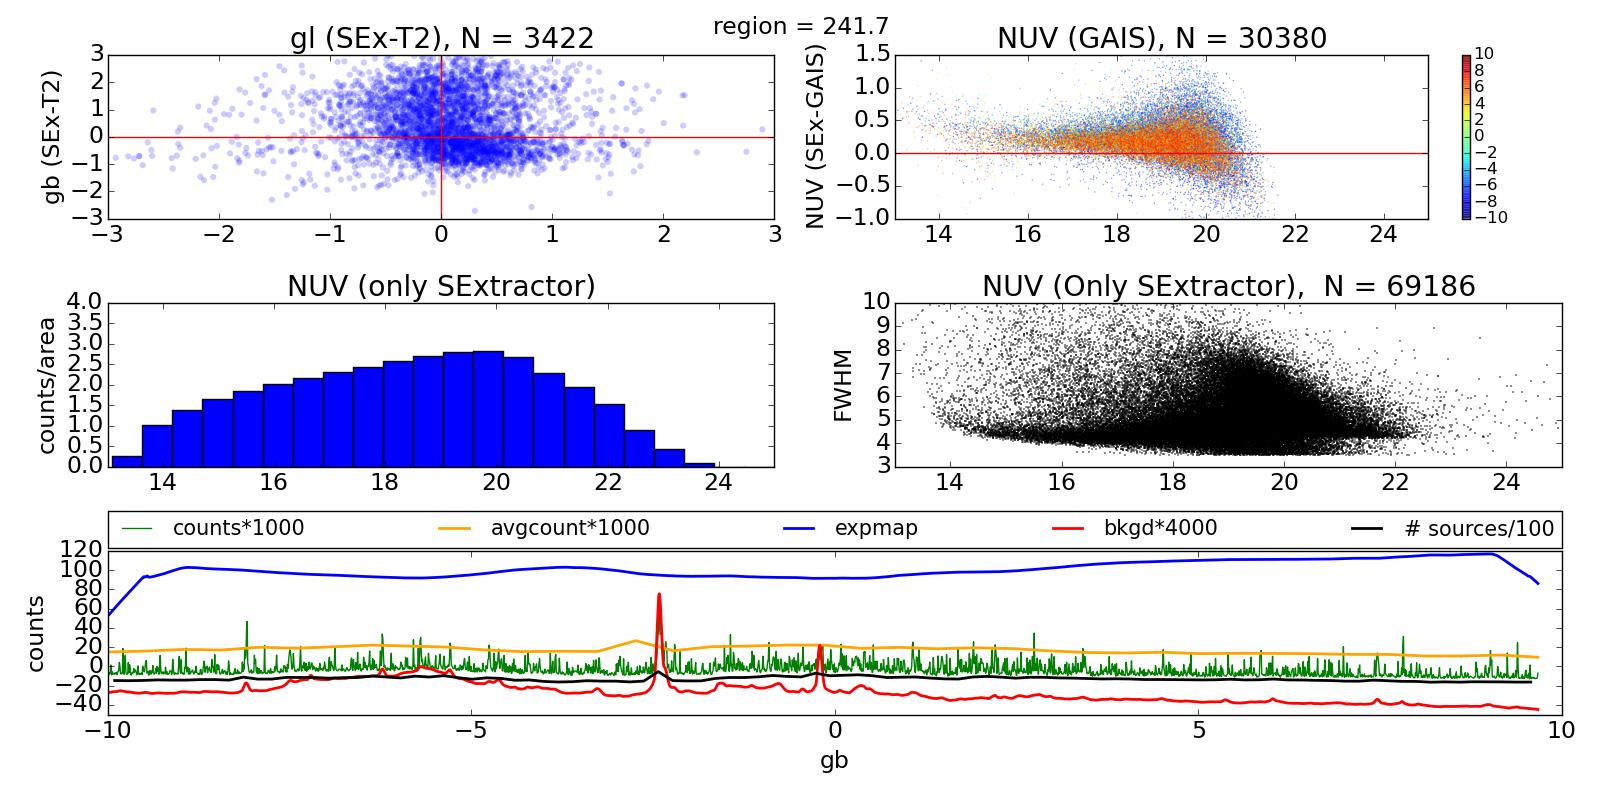 region = 241.7
gl (SEx-T2), N = 3422
gb (SEx-T2)
3
2
1
0
−1
−2
−3
−3 −2 −1 0 1 2 3
NUV (GAIS), N = 30380
NUV (SEx-GAIS)
1.5
1.0
0.5
0.0
−0.5
−1.0
14 16 18 20 22 24
10
8
6
4
2
0
−2
−4
−6
−8
−10
NUV (only SExtractor)
counts/area
4.0
3.5
3.0
2.5
2.0
1.5
1.0
0.5
0.0
14 16 18 20 22 24
NUV (Only SExtractor),  N = 69186
FWHM
10
9
8
7
6
5
4
3
14 16 18 20 22 24
counts*1000 avgcount*1000 expmap bkgd*4000 # sources/100
counts
120
100
80
60
40
20
0
−20
−40
−10 −5 0 5 10
gb